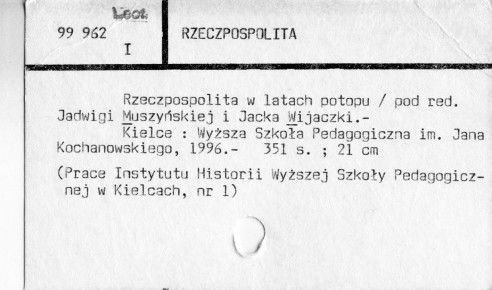 Lect.
99 962
I
RZECZPOSPOLITA
Rzeczpospolita w latach potopu / pod red.
Jadwigi Muszyńskiej i Jacka Wijaczki.-
Kielce : Wyższa Szkoła Pedagogiczna im. Jana
Kochanowskiego, 1996.- 351 s. ; 21 cm
(Prace Instytutu Historii Wyższej Szkoły Pedagogicz-
nej w Kielcach, nr 1)